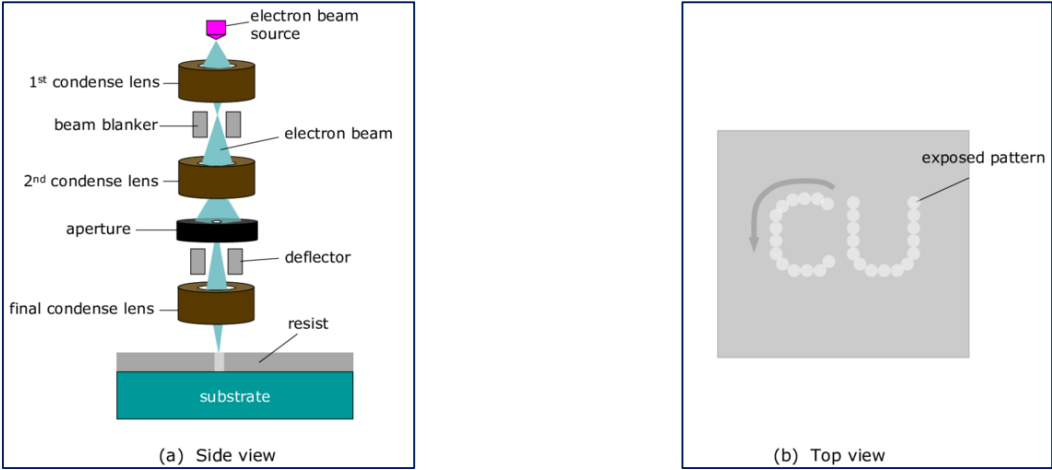 electron beam
source
1st condense lens
beam blanker
electron beam
2nd condense lens
aperture
deflector
final condense lens
resist
substrate
(a) Side view
exposed pattern
CU
(b) Top view